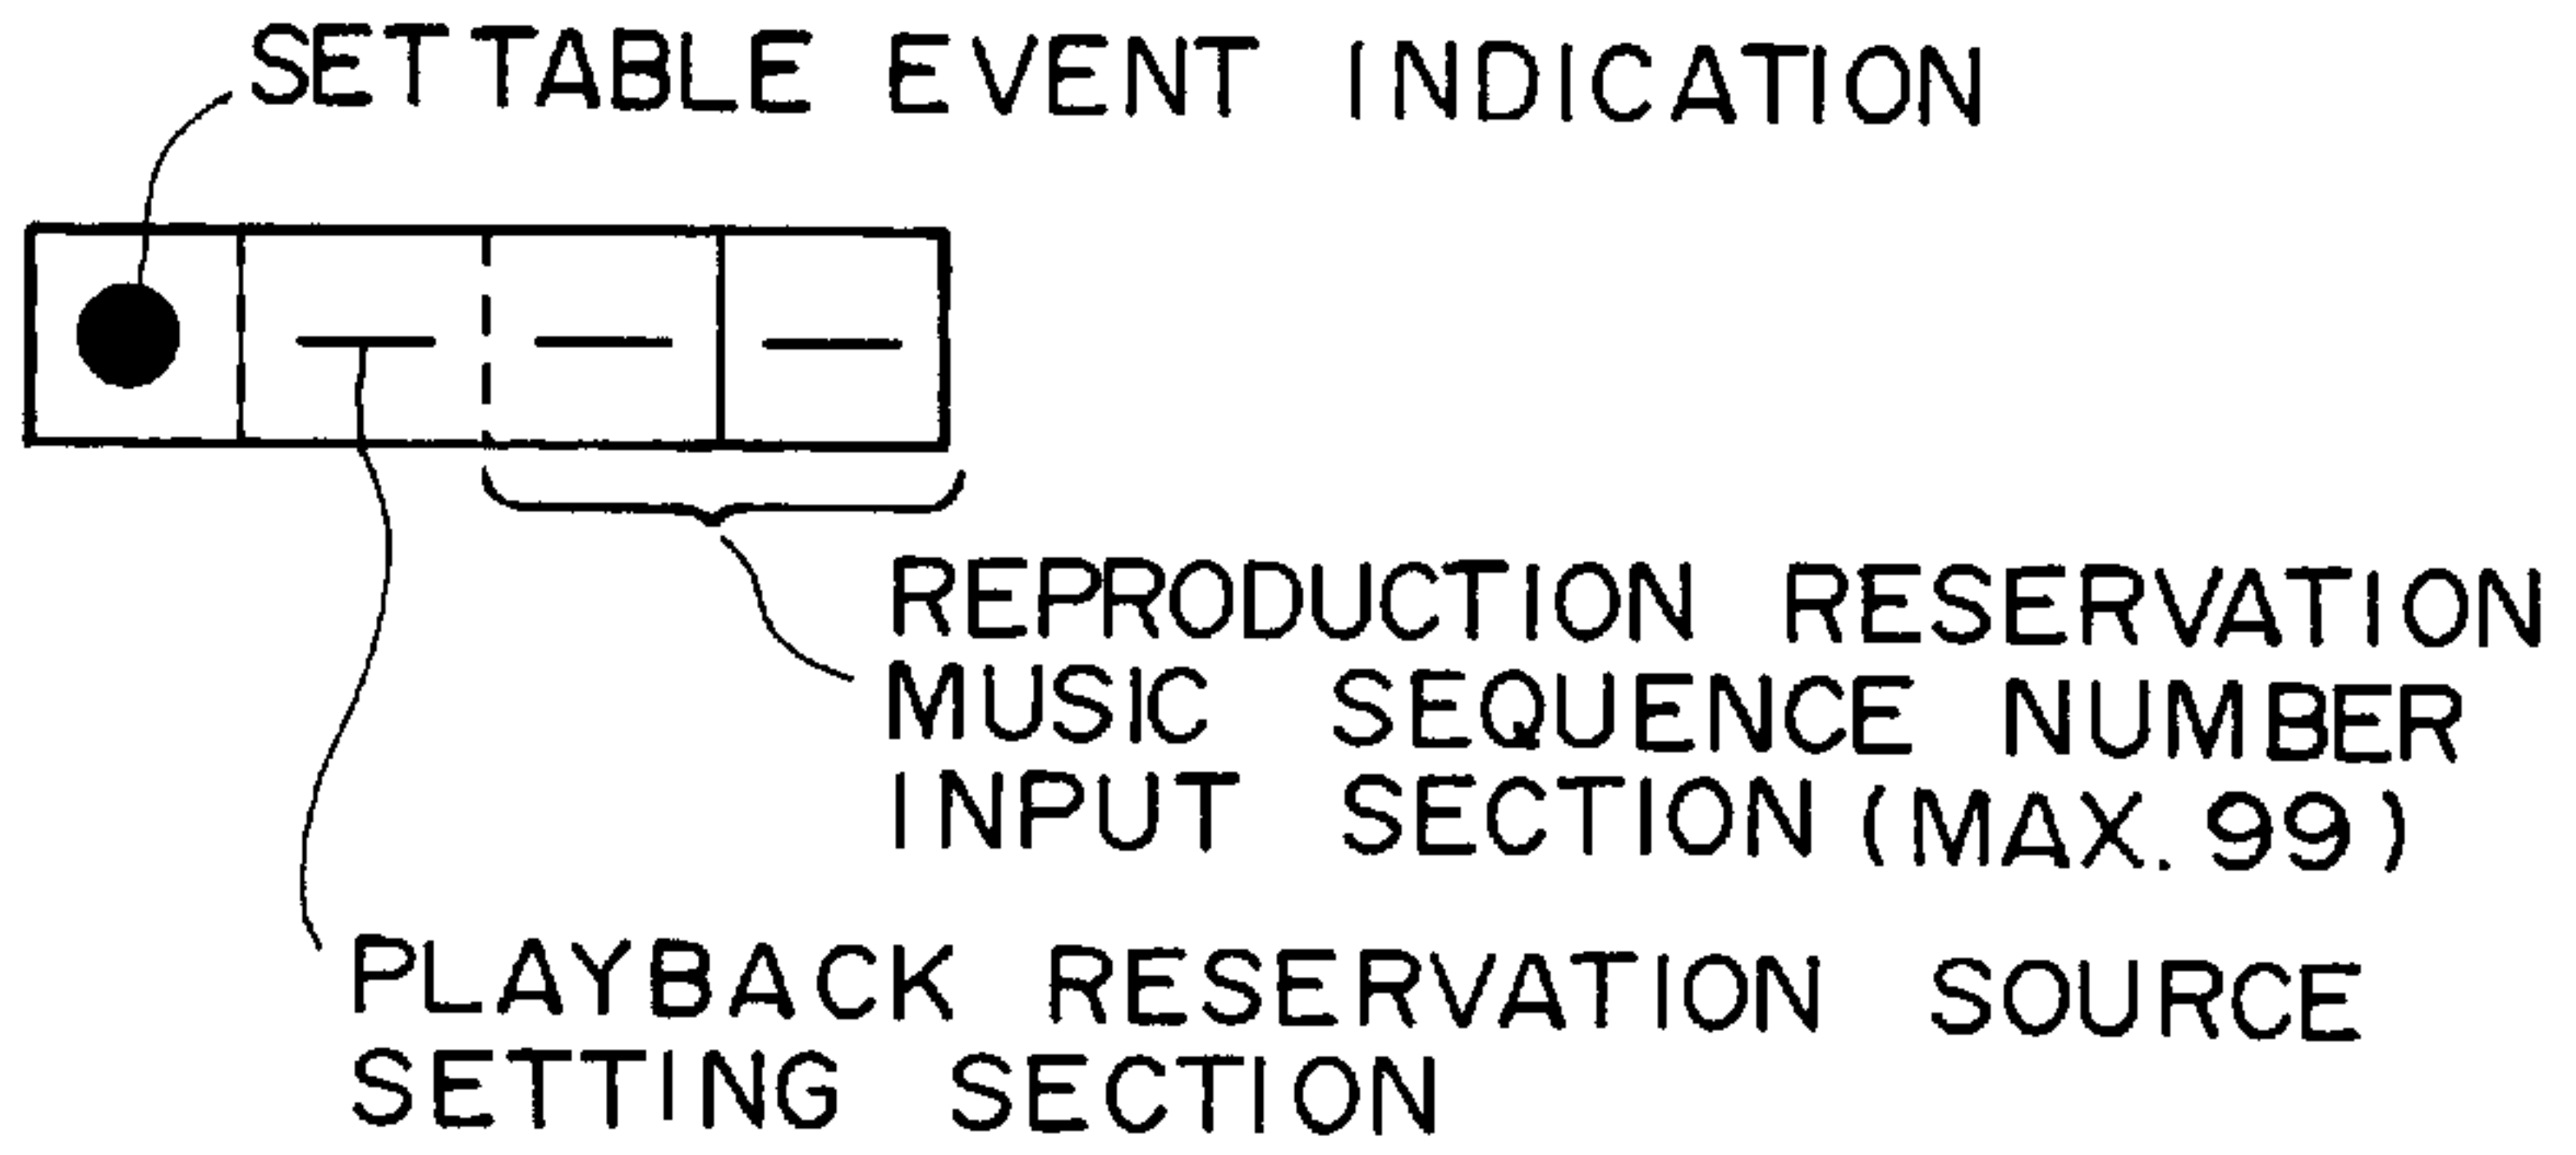 SETTABLE EVENT INDICATION
REPRODUCTION RESERVATION
MUSIC SEQUENCE NUMBER
INPUT SECTION (MAX. 99)
PLAYBACK RESERVATION SOURCE
SETTING SECTION